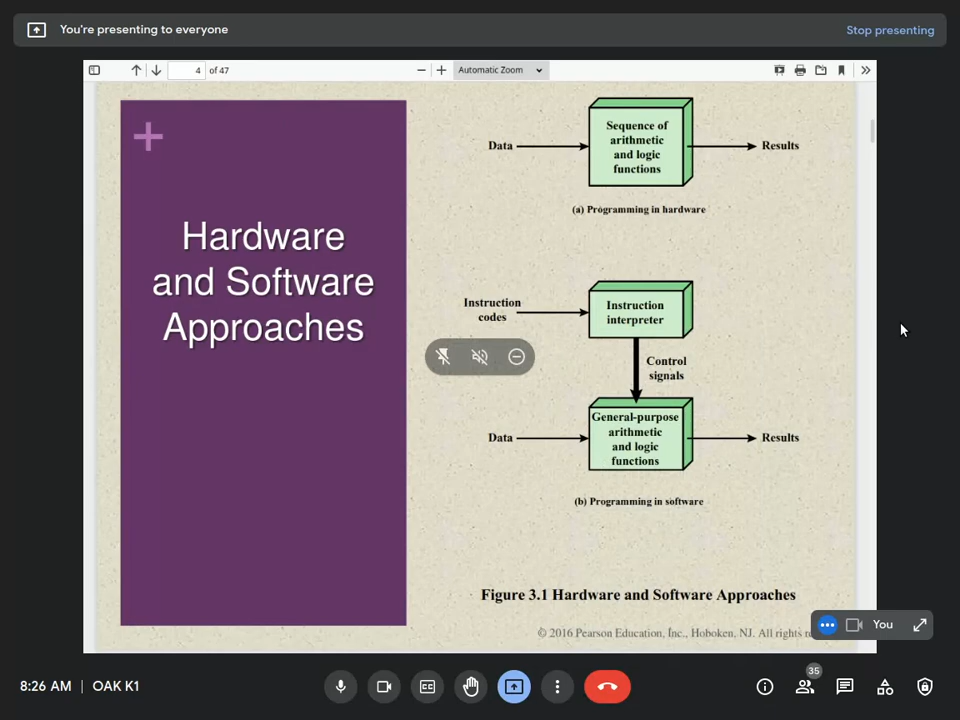 You're presenting to everyone
Stop presenting
4 of 47
Automatic Zoom
+
Hardware
and Software
Approaches
Data
Sequence of
arithmetic
and logic
functions
Results
(a) Programming in hardware
Instruction
codes
Instruction
interpreter
Control
signals
Data
General-purpose
arithmetic
and logic
functions
Results
(b) Programming in software
Figure 3.1 Hardware and Software Approaches
© 2016 Pearson Education, Inc., Hoboken, NJ. All rights
You
8:26 AM | OAK K1
CC
35